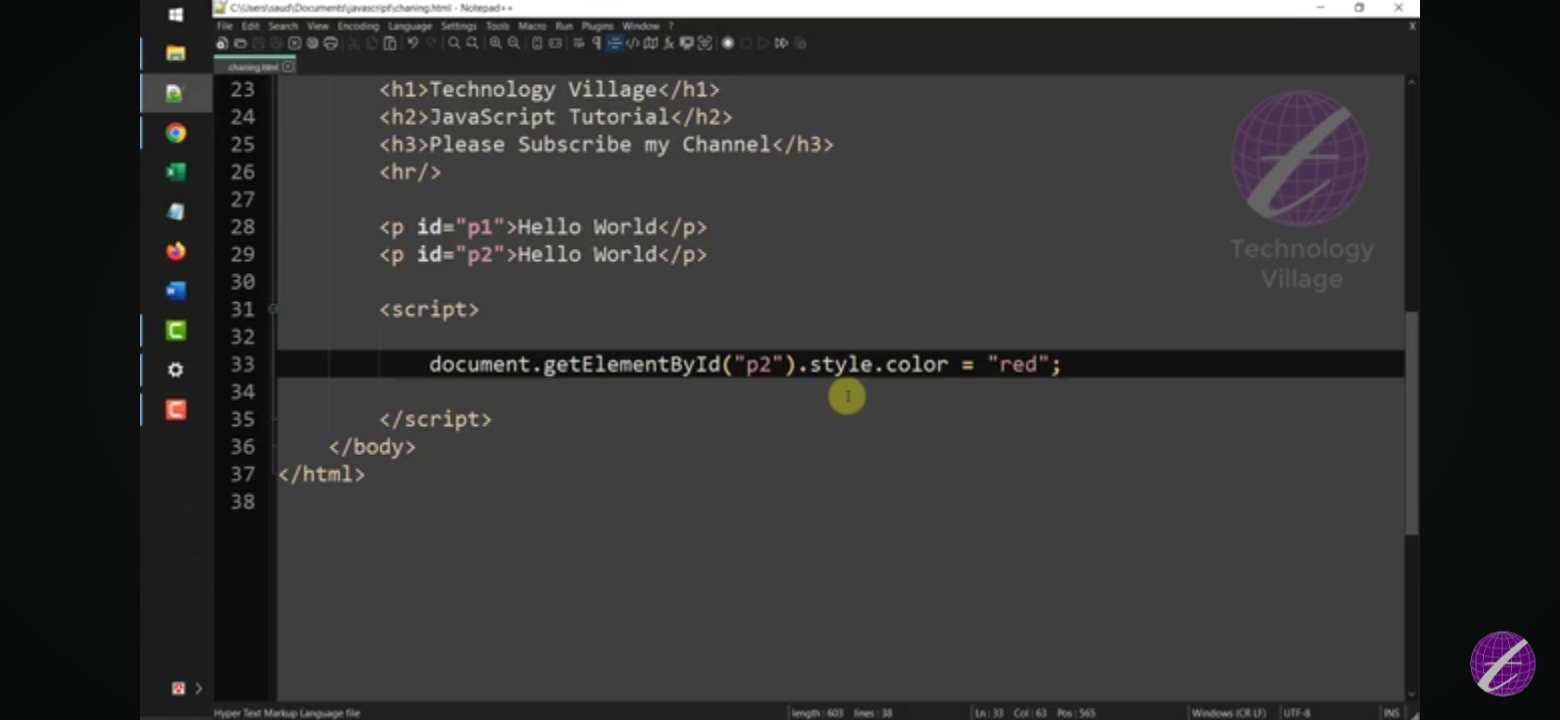 C:\Users\saud\Documents\javascript\chaning.html - Notepad++
File Edit Search View Encoding Language Settings Tools Macro Run Plugins Window ?
chaning.html
23 <h1>Technology Village</h1>
24 <h2>JavaScript Tutorial</h2>
25 <h3>Please Subscribe my Channel</h3>
26 <hr/>
27
28 <p id="p1">Hello World</p>
29 <p id="p2">Hello World</p>
30
31 <script>
32
33 document.getElementById("p2").style.color = "red";
34
35 </script>
36 </body>
37 </html>
38
Technology
Village
Hyper Text Markup Language file length : 603 lines : 38 Ln : 33 Col : 63 Pos : 565 Windows (CR LF) UTF-8 INS